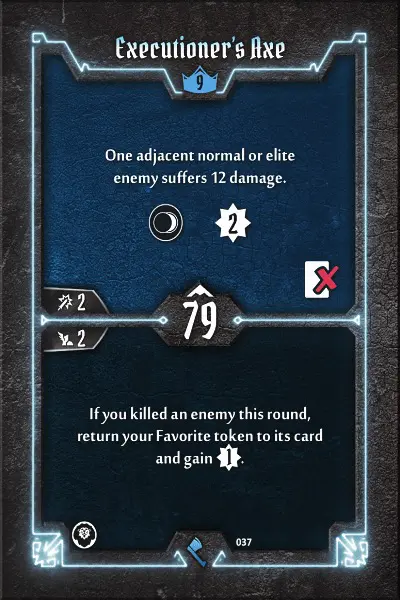 Executioner's Axe
9
One adjacent normal or elite
enemy suffers 12 damage.
2
2
79
2
If you killed an enemy this round,
return your Favorite token to its card
and gain 1.
037